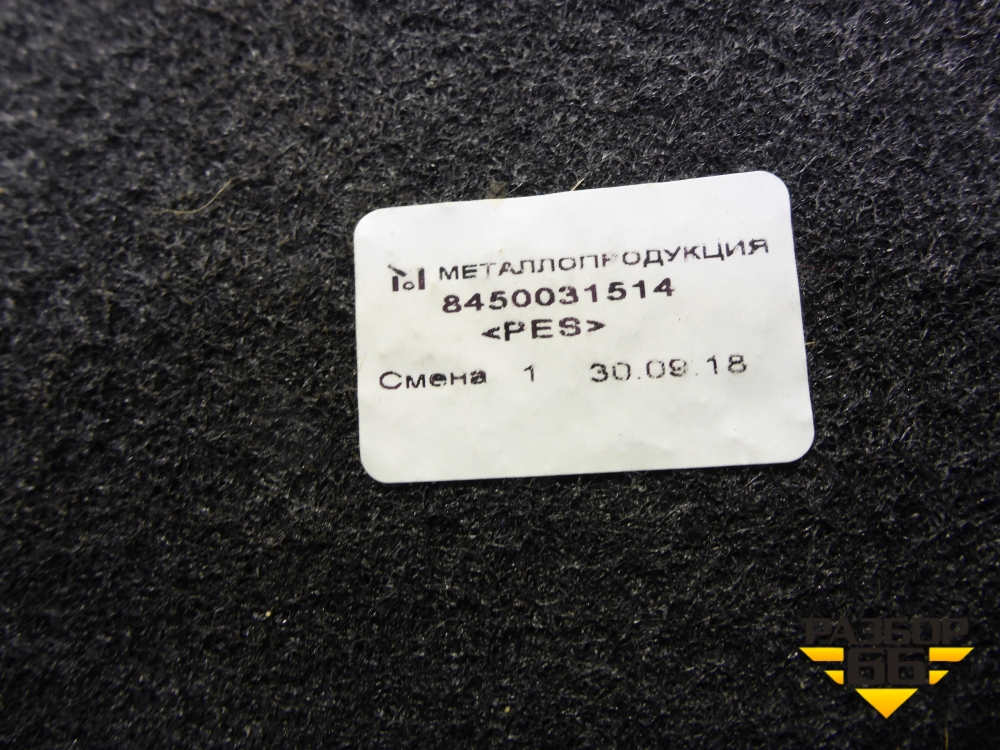 МЕТАЛЛОПРОДУКЦИЯ
8450031514
<PES>
Смена 1 30.09.18
РАЗБОР
66